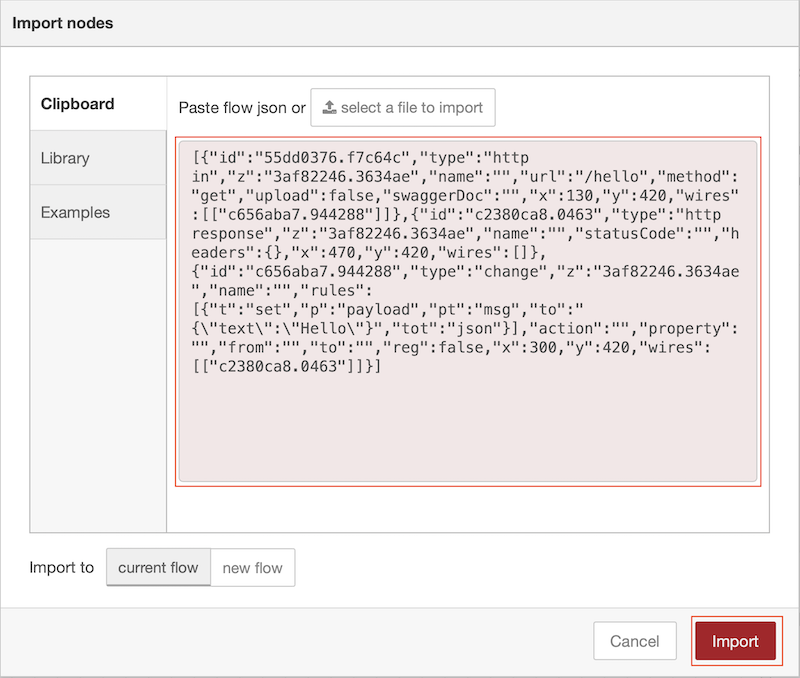 Import nodes
Clipboard
Paste flow json or select a file to import
Library
Examples
[{"id":"55dd0376.f7c64c","type":"http
in","z":"3af82246.3634ae","name":"","url":"/hello","method":
"get","upload":false,"swaggerDoc":"","x":130,"y":420,"wires"
:[["c656aba7.944288"]]},{"id":"c2380ca8.0463","type":"http
response","z":"3af82246.3634ae","name":"","statusCode":"","h
eaders":{},"x":470,"y":420,"wires":[]},
{"id":"c656aba7.944288","type":"change","z":"3af82246.3634ae
","name":"","rules":
[{"t":"set","p":"payload","pt":"msg","to":"
{\"text\":\"Hello\"}","tot":"json"}],"action":"","property":
"","from":"","to":"","reg":false,"x":300,"y":420,"wires":
[["c2380ca8.0463"]]}]
Import to current flow new flow
Cancel Import